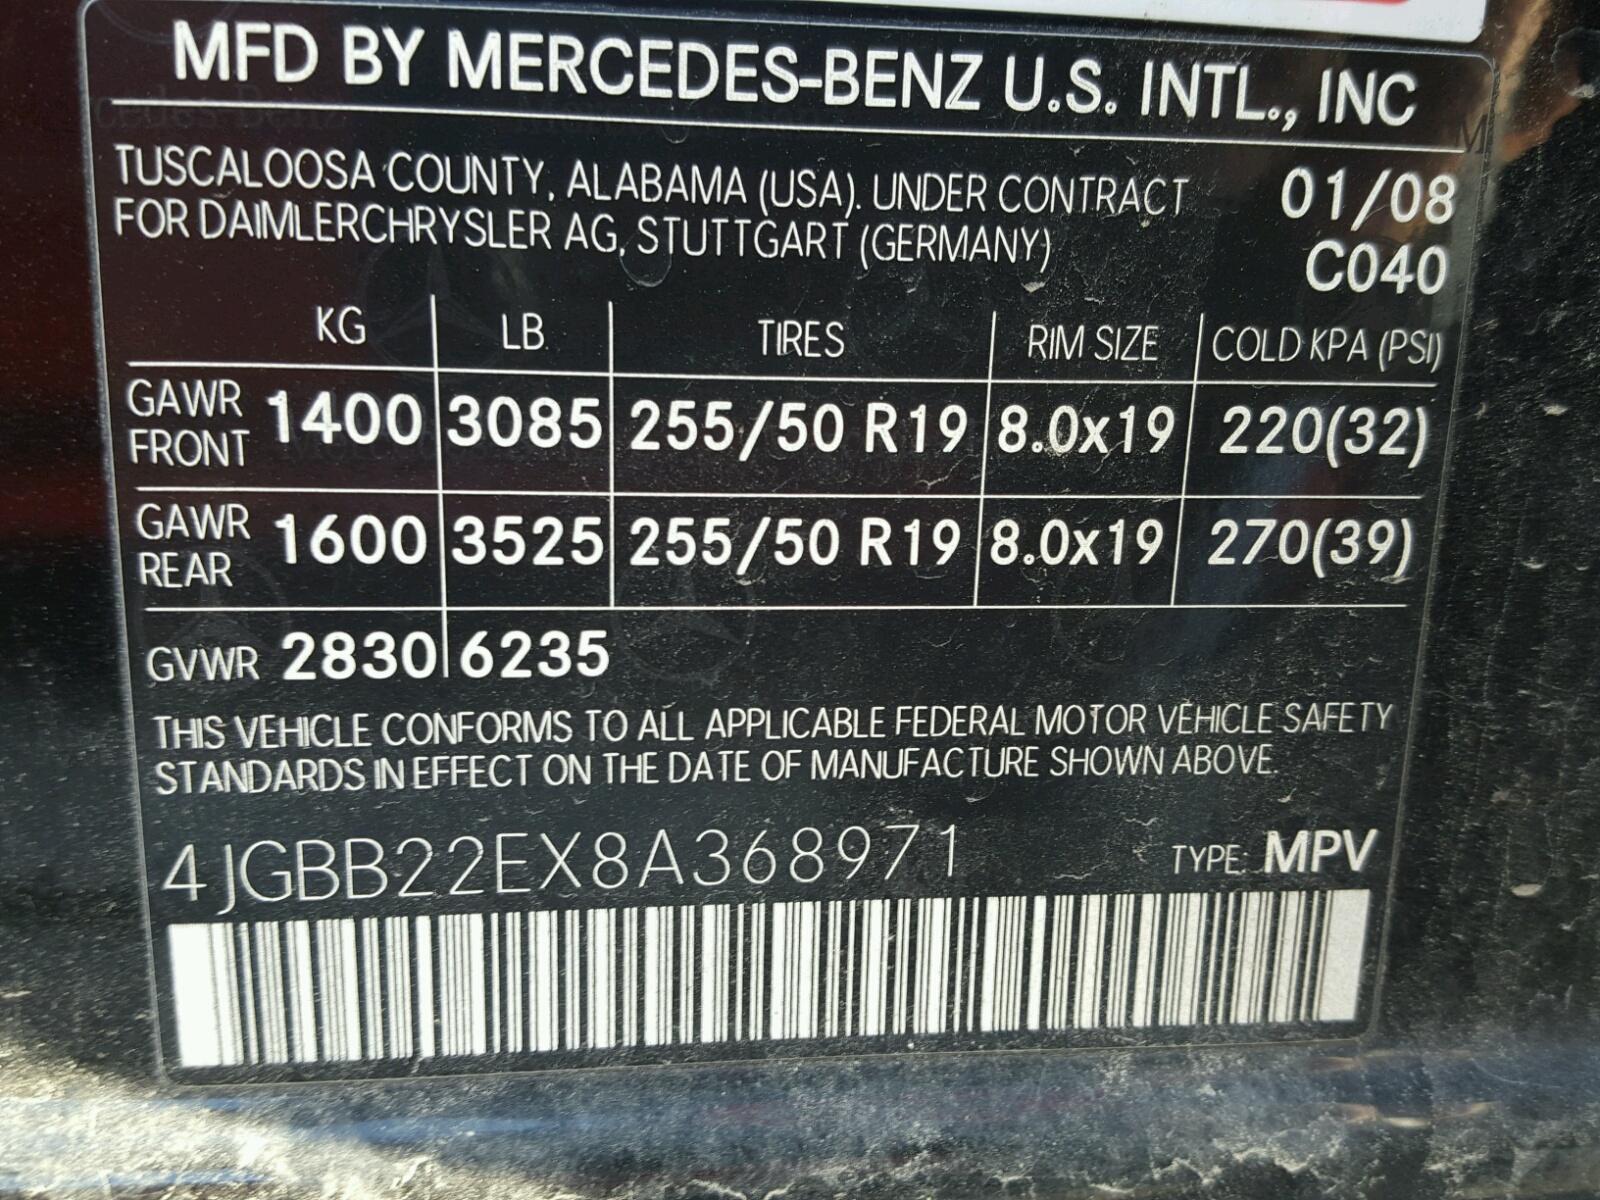 MFD BY MERCEDES-BENZ U.S. INTL., INC
TUSCALOOSA COUNTY, ALABAMA (USA). UNDER CONTRACT
FOR DAIMLERCHRYSLER AG, STUTTGART (GERMANY)
01/08
C040
KG LB TIRES RIM SIZE COLD KPA (PSI)
GAWR FRONT 1400 3085 255/50 R19 8.0x19 220(32)
GAWR REAR 1600 3525 255/50 R19 8.0x19 270(39)
GVWR 2830 6235
THIS VEHICLE CONFORMS TO ALL APPLICABLE FEDERAL MOTOR VEHICLE SAFETY
STANDARDS IN EFFECT ON THE DATE OF MANUFACTURE SHOWN ABOVE.
4JGBB22EX8A368971 TYPE: MPV